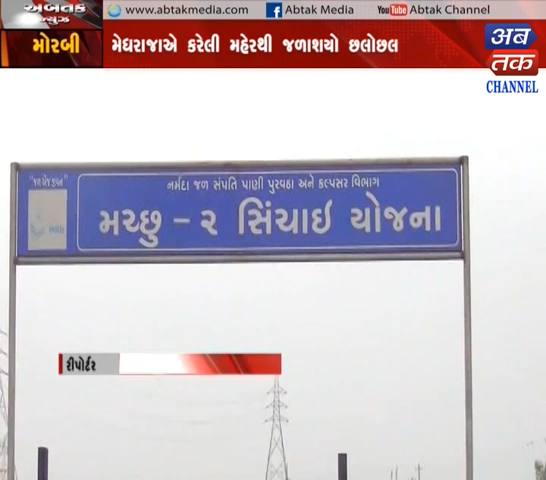 અબતક
ન્યુઝ
www.abtakmedia.com
Abtak Media
YouTube Abtak Channel
મોરબી
મેઘરાજાએ કરેલી મહેરથી જળાશયો છલોછલ
અબ
તક
CHANNEL
નર્મદા જળ સંપતિ પાણી પુરવઠા અને કલ્પસર વિભાગ
મચ્છુ - ૨ સિંચાઇ યોજના
રીપોર્ટર